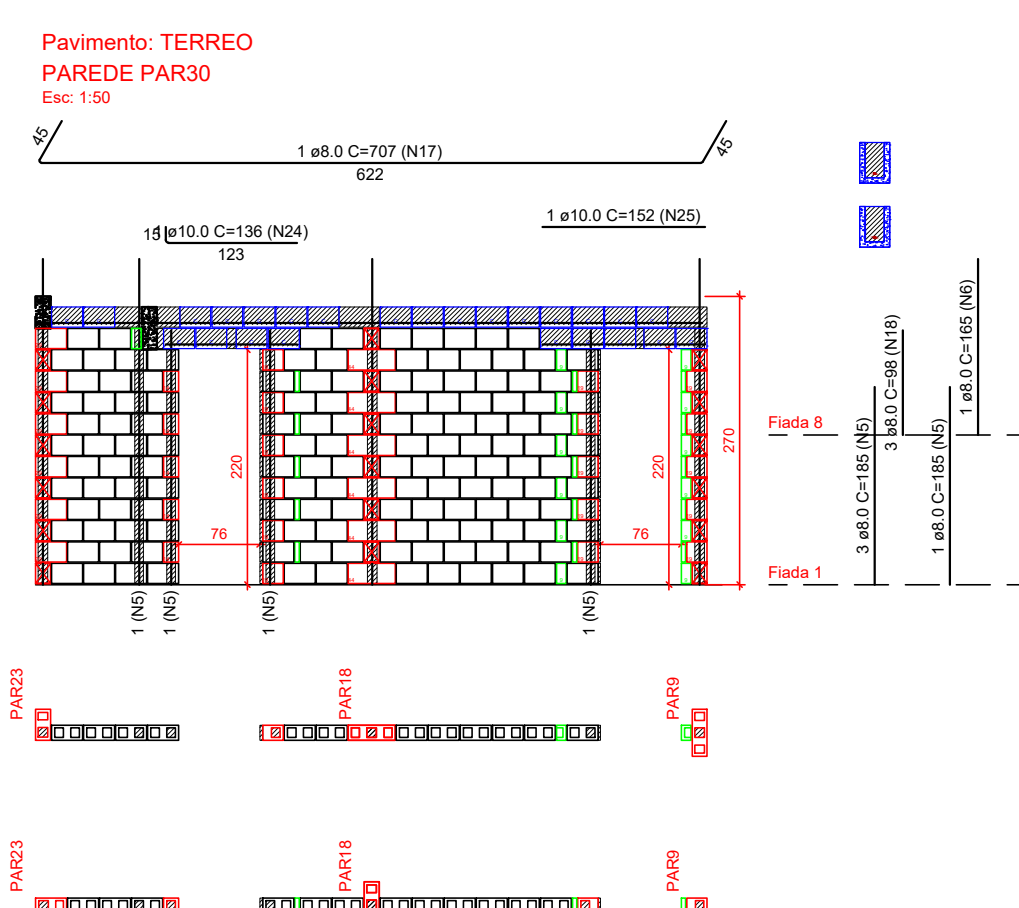 Pavimento: TERREO
PAREDE PAR30
Esc: 1:50
45
1 ø8.0 C=707 (N17)
622
45
1 ø10.0 C=152 (N25)
15
1 ø10.0 C=136 (N24)
123
1 ø8.0 C=165 (N6)
3 ø8.0 C=98 (N18)
Fiada 8
3 ø8.0 C=185 (N5)
1 ø8.0 C=185 (N5)
270
220
220
76
76
Fiada 1
1 (N5)
1 (N5)
1 (N5)
1 (N5)
PAR23
PAR18
PAR9
PAR23
PAR18
PAR9